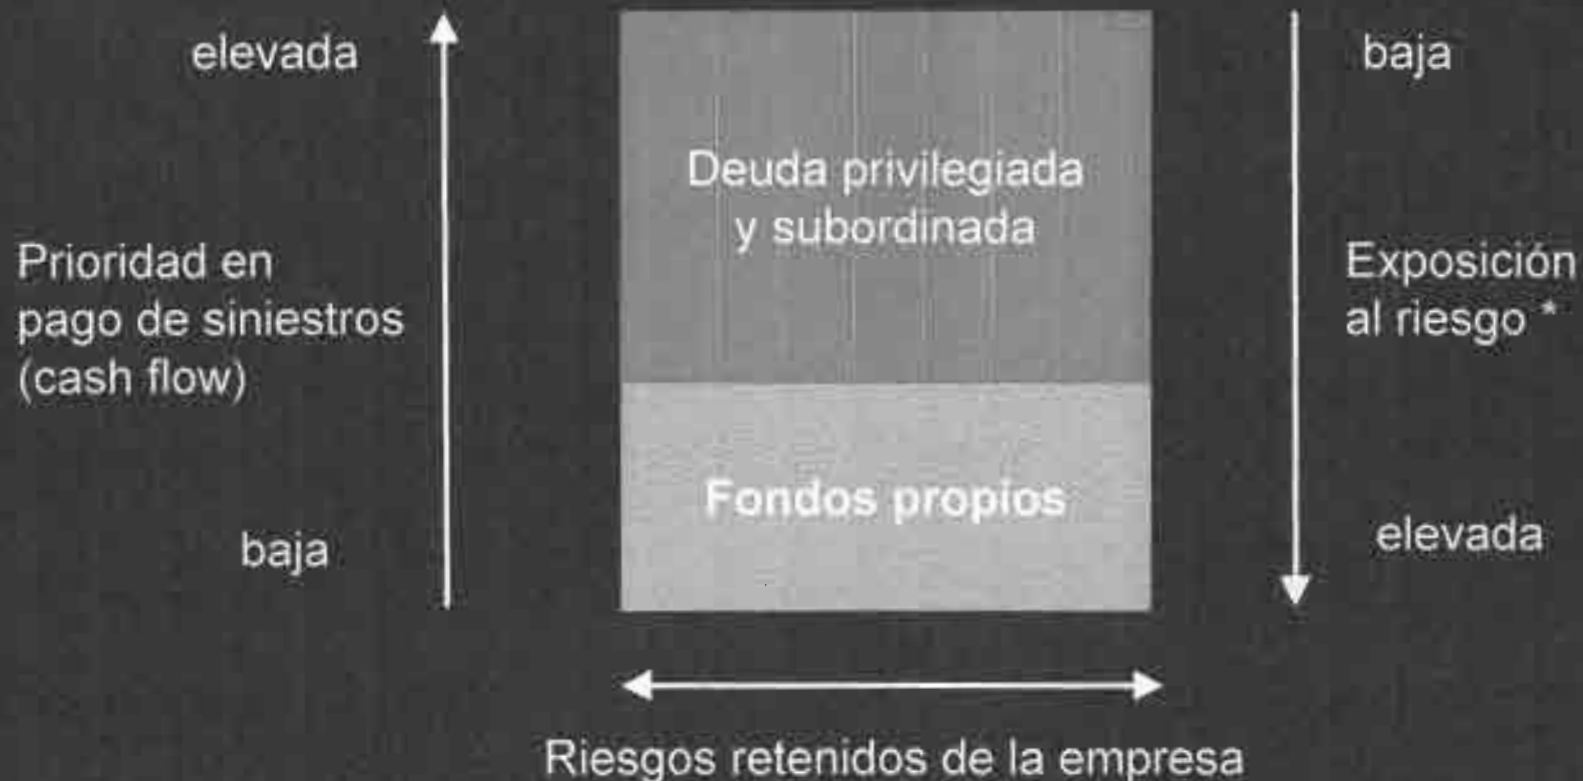 elevada
Prioridad en
pago de siniestros
(cash flow)
baja
Deuda privilegiada
y subordinada
Fondos propios
baja
Exposición
al riesgo *
elevada
Riesgos retenidos de la empresa